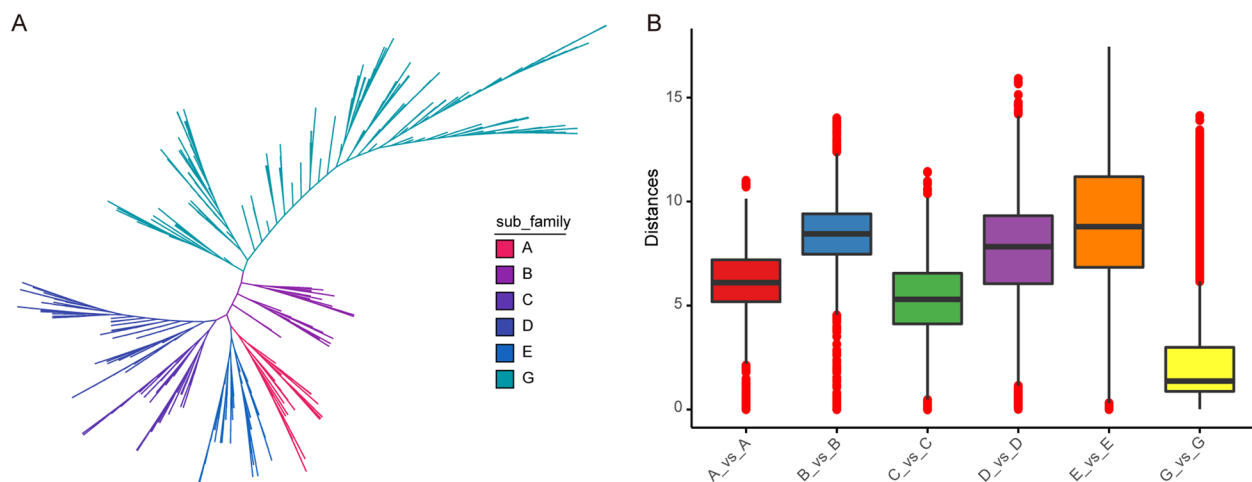 A
B
sub_family
A
B
C
D
E
G
Distances
15
10
5
0
A_vs_A
B_vs_B
C_vs_C
D_vs_D
E_vs_E
G_vs_G